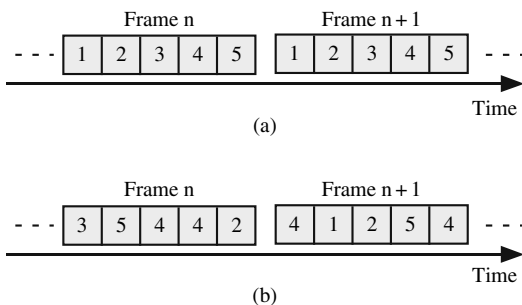 Frame n Frame n + 1
1 2 3 4 5 1 2 3 4 5
Time
(a)
Frame n Frame n + 1
3 5 4 4 2 4 1 2 5 4
Time
(b)